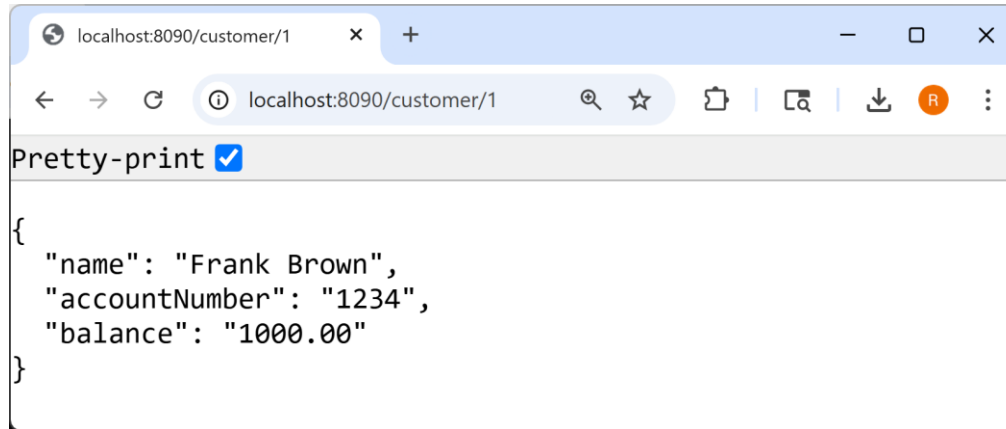 localhost:8090/customer/1
localhost:8090/customer/1
R
Pretty-print
{
"name": "Frank Brown",
"accountNumber": "1234",
"balance": "1000.00"
}